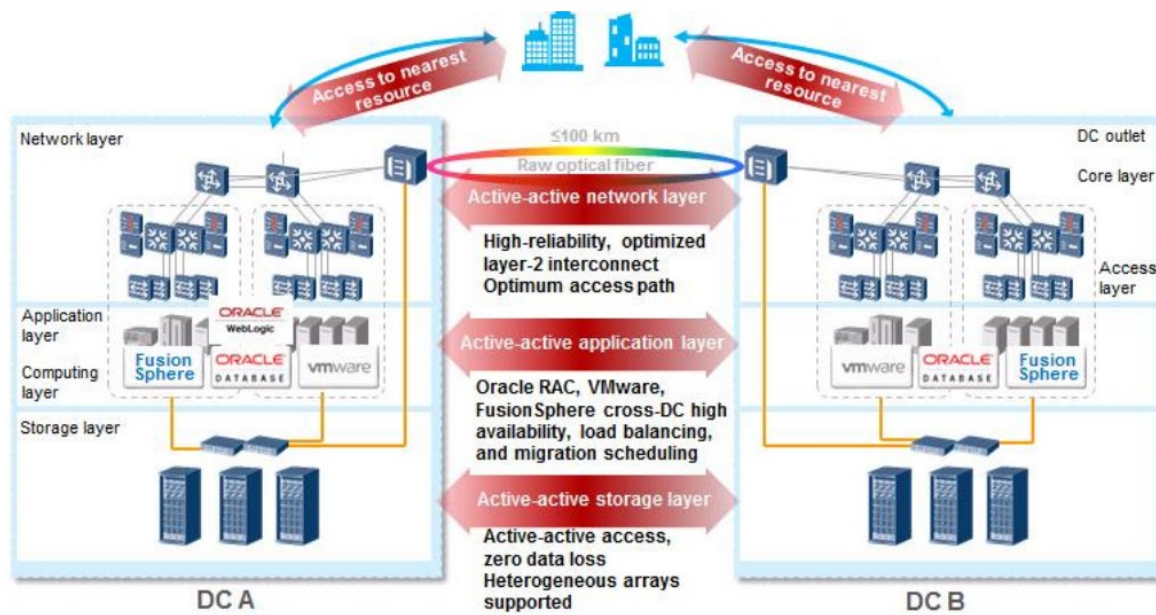 Access to nearest
resource
Access to nearest
resource
Network layer
≤100 km
Raw optical fiber
DC outlet
Core layer
Active-active network layer
High-reliability, optimized
layer-2 interconnect
Optimum access path
Access
layer
Application
layer
ORACLE
WebLogic
Active-active application layer
Computing
layer
Fusion
Sphere
ORACLE
DATABASE
vmware
vmware
ORACLE
DATABASE
Fusion
Sphere
Oracle RAC, VMware,
FusionSphere cross-DC high
availability, load balancing,
and migration scheduling
Storage layer
Active-active storage layer
Active-active access,
zero data loss
Heterogeneous arrays
supported
DC A
DC B